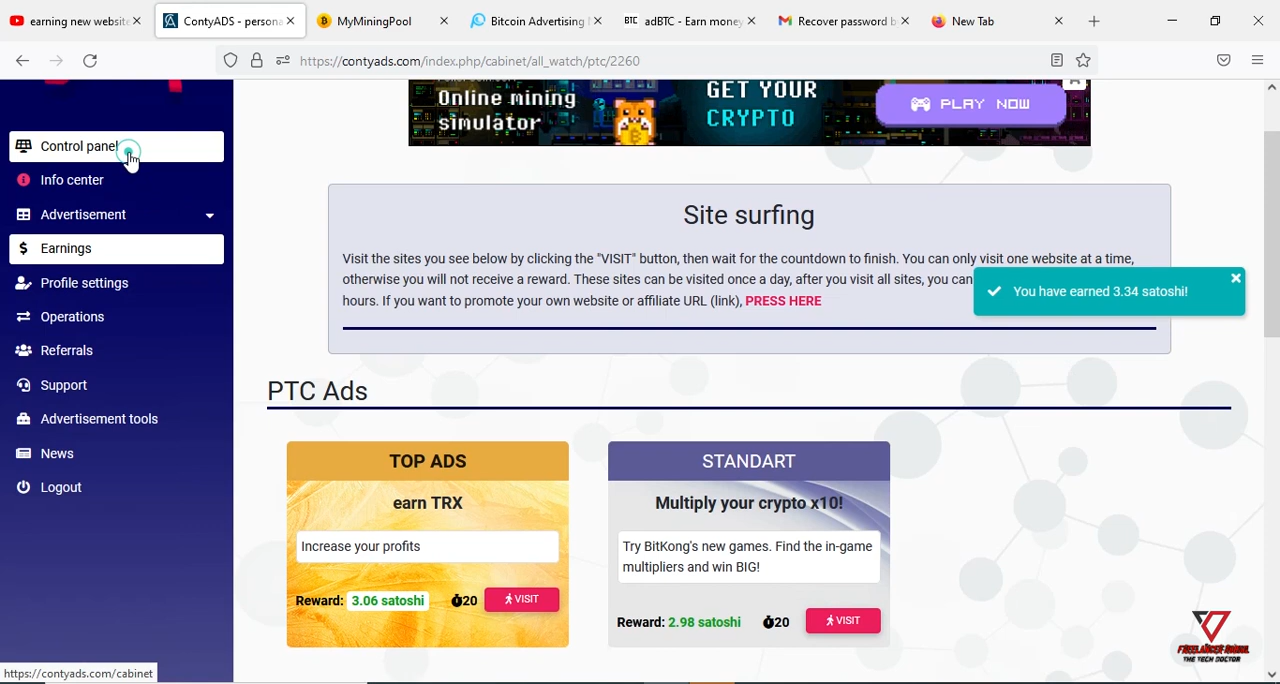 earning new website
ContyADS - persona
MyMiningPool
Bitcoin Advertising
BTC adBTC - Earn money
Recover password b
New Tab
https://contyads.com/index.php/cabinet/all_watch/ptc/2260
Online mining
simulator
GET YOUR
CRYPTO
PLAY NOW
Control panel
Info center
Advertisement
Earnings
Profile settings
Operations
Referrals
Support
Advertisement tools
News
Logout
Site surfing
Visit the sites you see below by clicking the "VISIT" button, then wait for the countdown to finish. You can only visit one website at a time,
otherwise you will not receive a reward. These sites can be visited once a day, after you visit all sites, you can
hours. If you want to promote your own website or affiliate URL (link), PRESS HERE
You have earned 3.34 satoshi!
PTC Ads
TOP ADS
earn TRX
Increase your profits
Reward: 3.06 satoshi 20 VISIT
STANDART
Multiply your crypto x10!
Try BitKong's new games. Find the in-game
multipliers and win BIG!
Reward: 2.98 satoshi 20 VISIT
https://contyads.com/cabinet
THE TECH DOCTOR